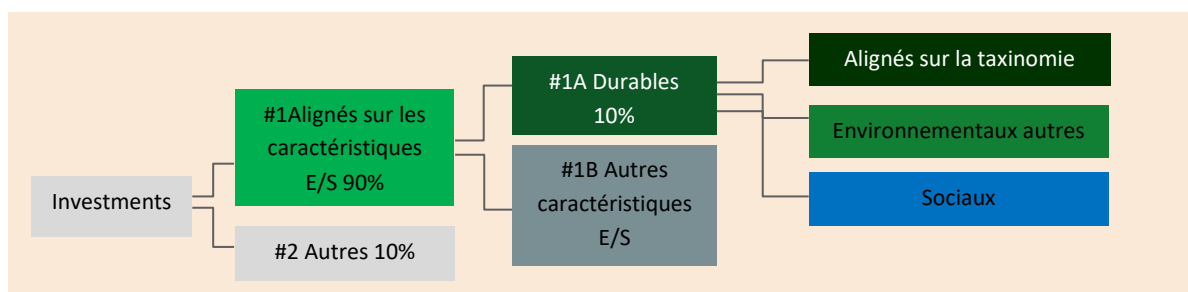 Investments
#1Alignés sur les
caractéristiques
E/S 90%
#2 Autres 10%
#1A Durables
10%
#1B Autres
caractéristiques
E/S
Alignés sur la taxinomie
Environnementaux autres
Sociaux